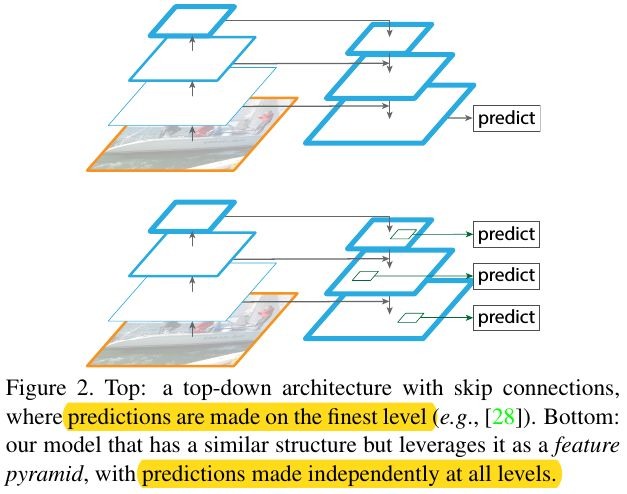 predict
predict
predict
predict
Figure 2. Top: a top-down architecture with skip connections,
where predictions are made on the finest level (e.g., [28]). Bottom:
our model that has a similar structure but leverages it as a feature
pyramid, with predictions made independently at all levels.